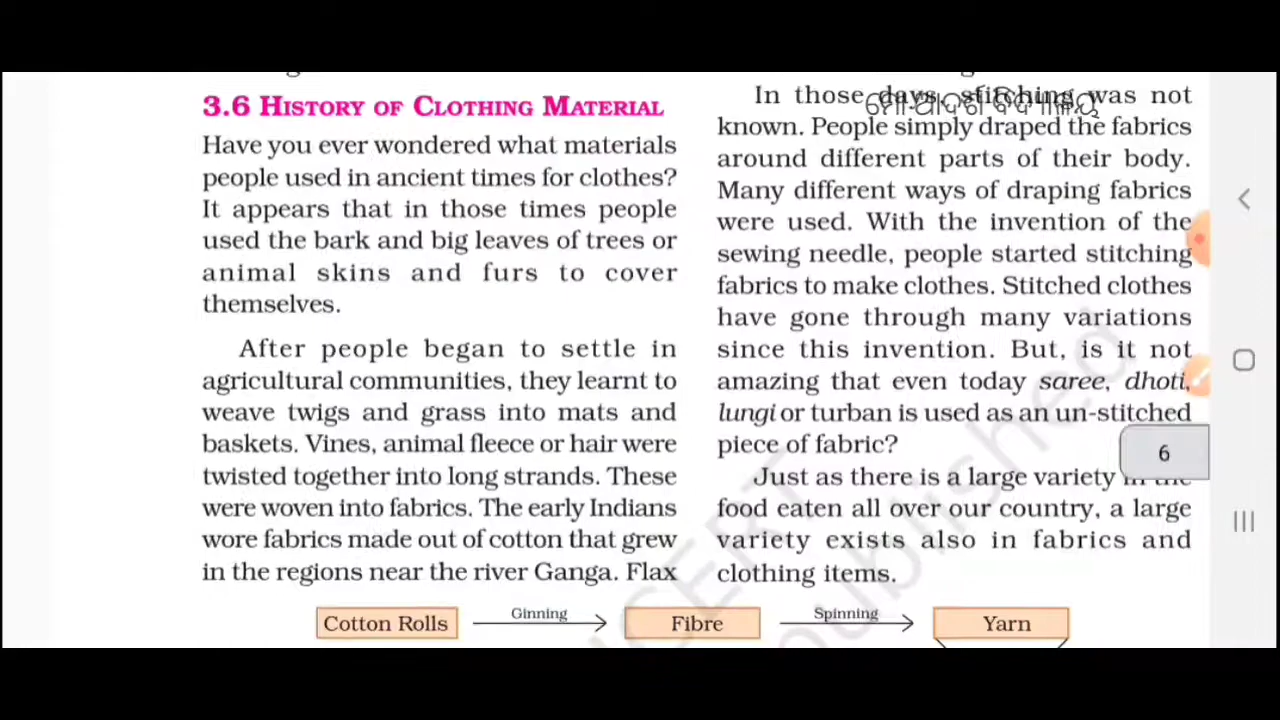 3.6 HISTORY OF CLOTHING MATERIAL
Have you ever wondered what materials
people used in ancient times for clothes?
It appears that in those times people
used the bark and big leaves of trees or
animal skins and furs to cover
themselves.
After people began to settle in
agricultural communities, they learnt to
weave twigs and grass into mats and
baskets. Vines, animal fleece or hair were
twisted together into long strands. These
were woven into fabrics. The early Indians
wore fabrics made out of cotton that grew
in the regions near the river Ganga. Flax
In those days, stitching was not
known. People simply draped the fabrics
around different parts of their body.
Many different ways of draping fabrics
were used. With the invention of the
sewing needle, people started stitching
fabrics to make clothes. Stitched clothes
have gone through many variations
since this invention. But, is it not
amazing that even today saree, dhoti,
lungi or turban is used as an un-stitched
piece of fabric?
Just as there is a large variety in the
food eaten all over our country, a large
variety exists also in fabrics and
clothing items.
6
Cotton Rolls Ginning Fibre Spinning Yarn
NCERT
published